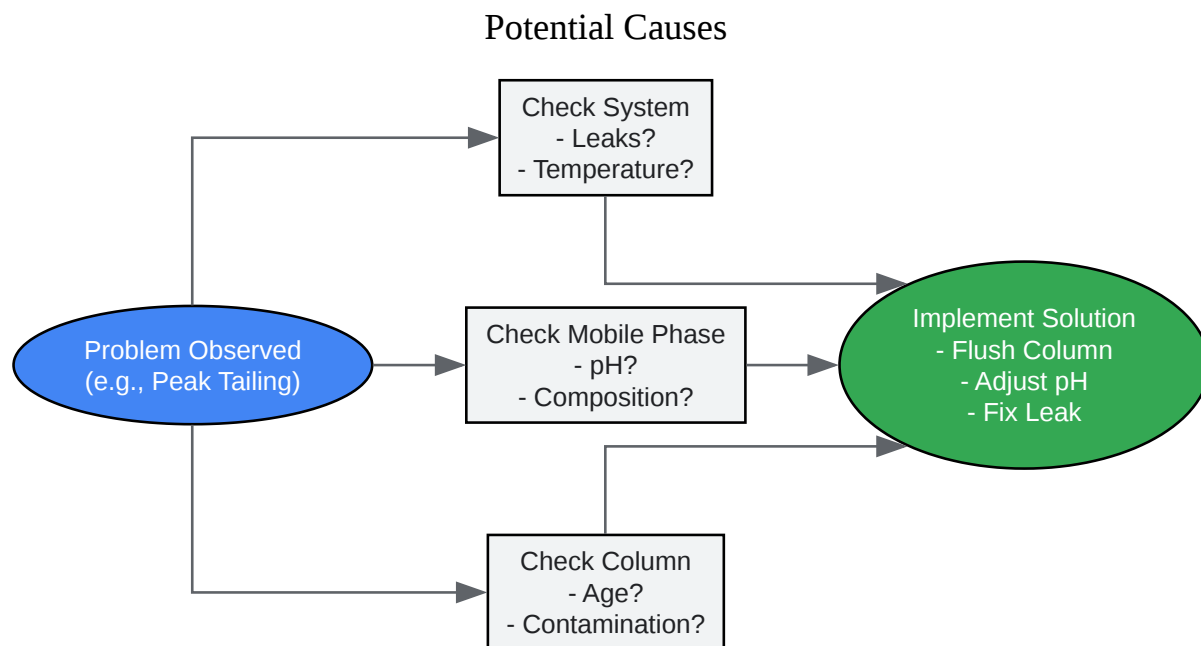 Potential Causes
Check System
- Leaks?
- Temperature?
Problem Observed
(e.g., Peak Tailing)
Check Mobile Phase
- pH?
- Composition?
Implement Solution
- Flush Column
- Adjust pH
- Fix Leak
Check Column
- Age?
- Contamination?